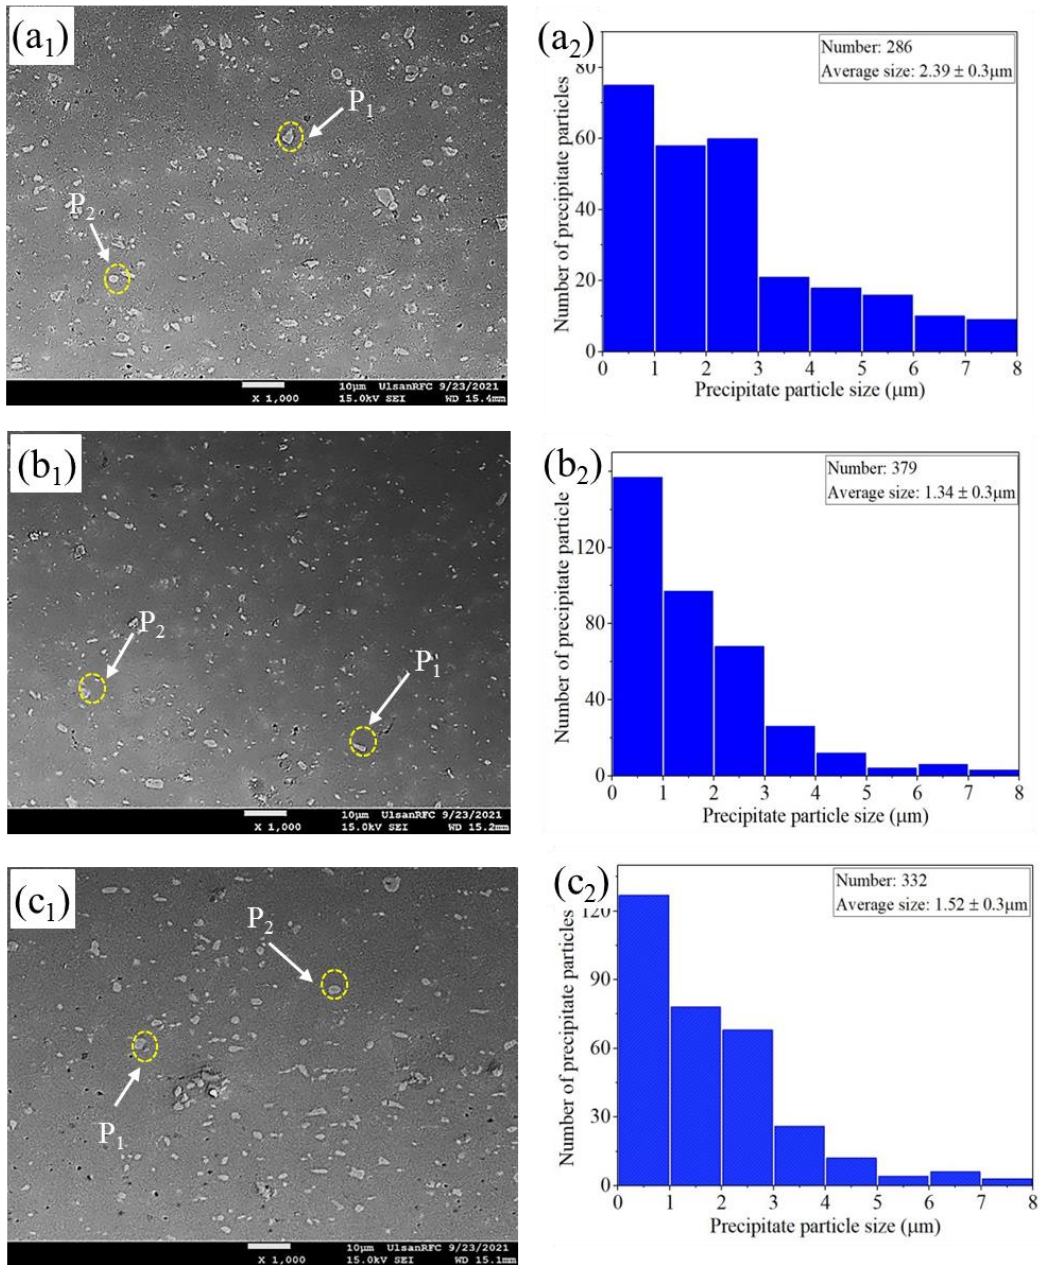 (a1)
P1
P2
10μm UlsanRFC 9/23/2021
X 1,000 15.0kV SEI WD 15.4mm
(a2)
Number: 286
Average size: 2.39 ± 0.3μm
Number of precipitate particles
80
60
40
20
0
0 1 2 3 4 5 6 7 8
Precipitate particle size (μm)
(b1)
P2
P1
10μm UlsanRFC 9/23/2021
X 1,000 15.0kV SEI WD 15.2mm
(b2)
Number: 379
Average size: 1.34 ± 0.3μm
Number of precipitate particle
120
80
40
0
0 1 2 3 4 5 6 7 8
Precipitate particle size (μm)
(c1)
P2
P1
10μm UlsanRFC 9/23/2021
X 1,000 15.0kV SEI WD 15.1mm
(c2)
Number: 332
Average size: 1.52 ± 0.3μm
Number of precipitate particles
120
90
60
30
0
0 1 2 3 4 5 6 7 8
Precipitate particle size (μm)